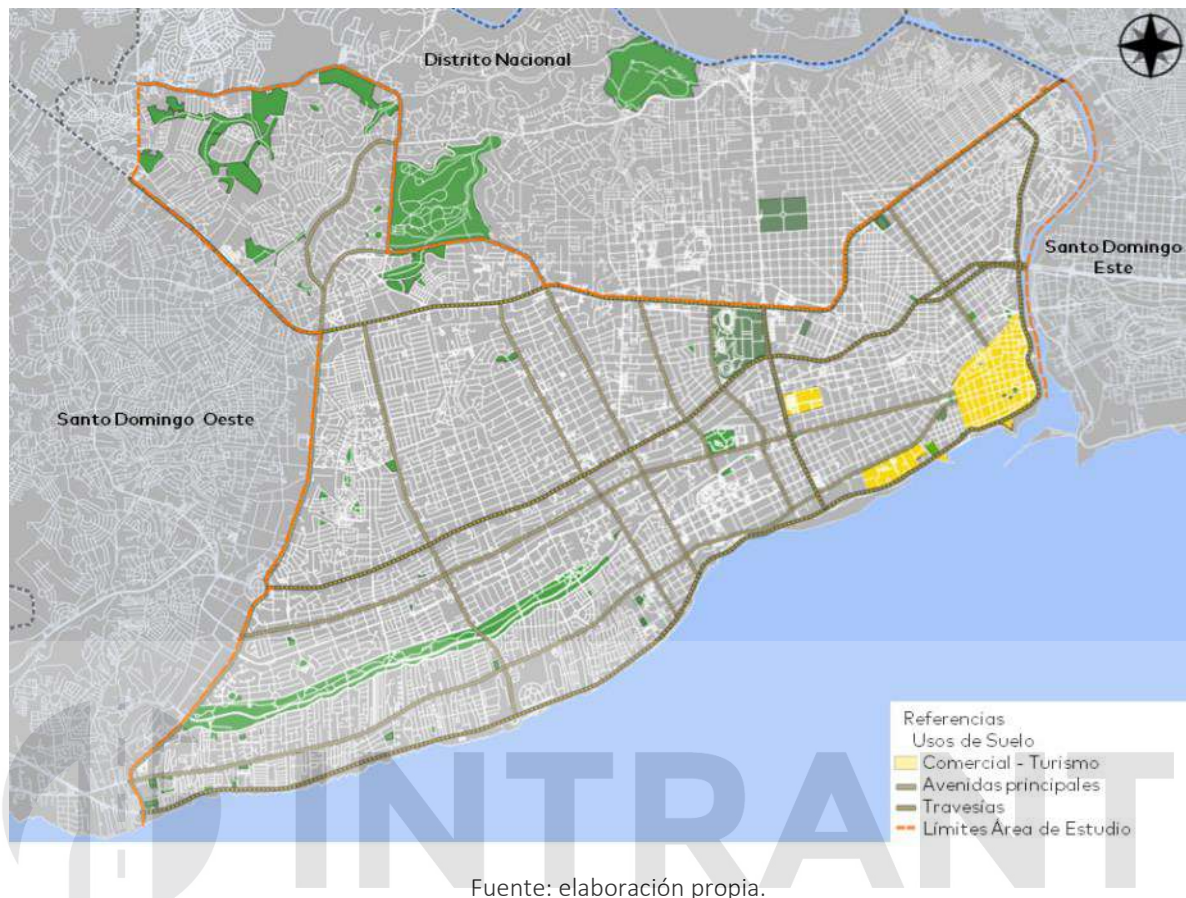 Distrito Nacional
Santo Domingo
Este
Santo Domingo Oeste
Referencias
Usos de Suelo
Comercial - Turismo
Avenidas principales
Travesías
Límites Área de Estudio
INTRANT
Fuente: elaboración propia.